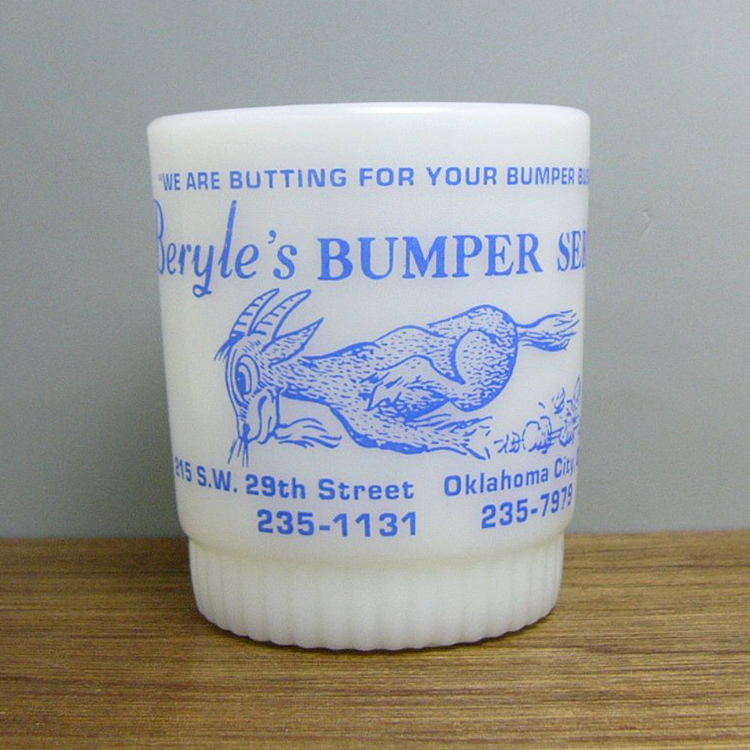 "WE ARE BUTTING FOR YOUR BUMPER
Beryle's BUMPER
S.W. 29th Street Oklahoma City
235-1131 235-7979